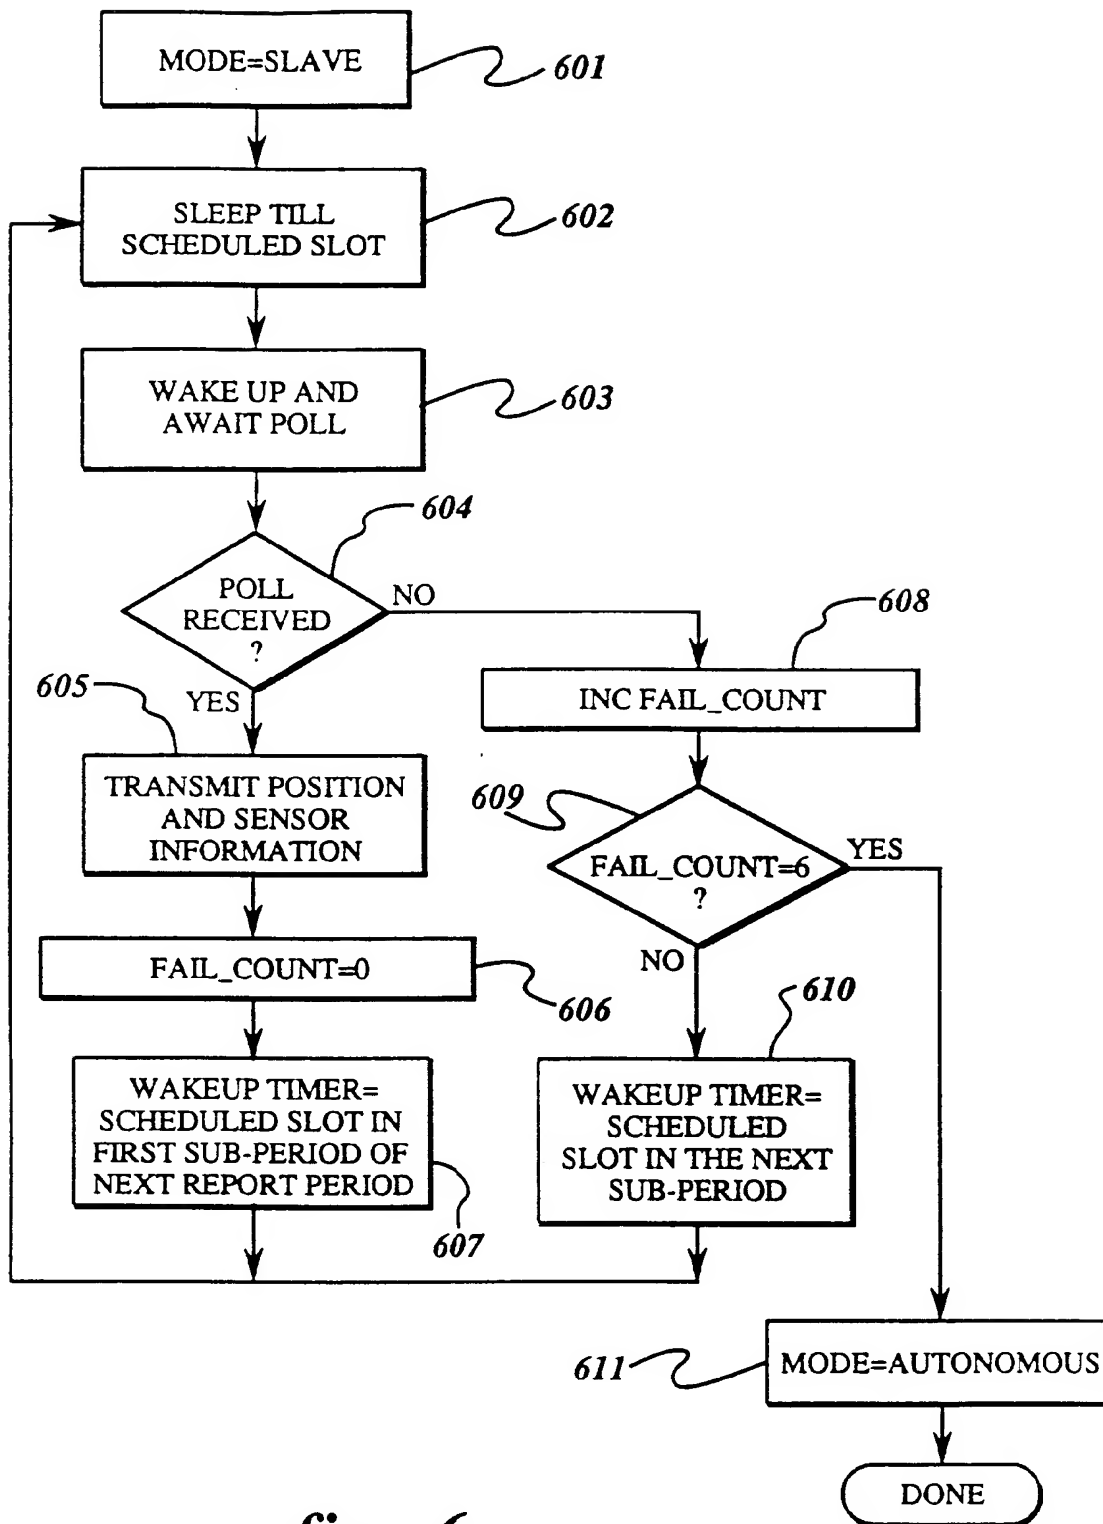 MODE=SLAVE
601
SLEEP TILL
SCHEDULED SLOT
602
WAKE UP AND
AWAIT POLL
603
604
POLL
RECEIVED
?
NO
YES
605
TRANSMIT POSITION
AND SENSOR
INFORMATION
FAIL_COUNT=0
606
WAKEUP TIMER=
SCHEDULED SLOT IN
FIRST SUB-PERIOD OF
NEXT REPORT PERIOD
607
608
INC FAIL_COUNT
609
FAIL_COUNT=6
?
YES
NO
610
WAKEUP TIMER=
SCHEDULED
SLOT IN THE NEXT
SUB-PERIOD
611
MODE=AUTONOMOUS
DONE